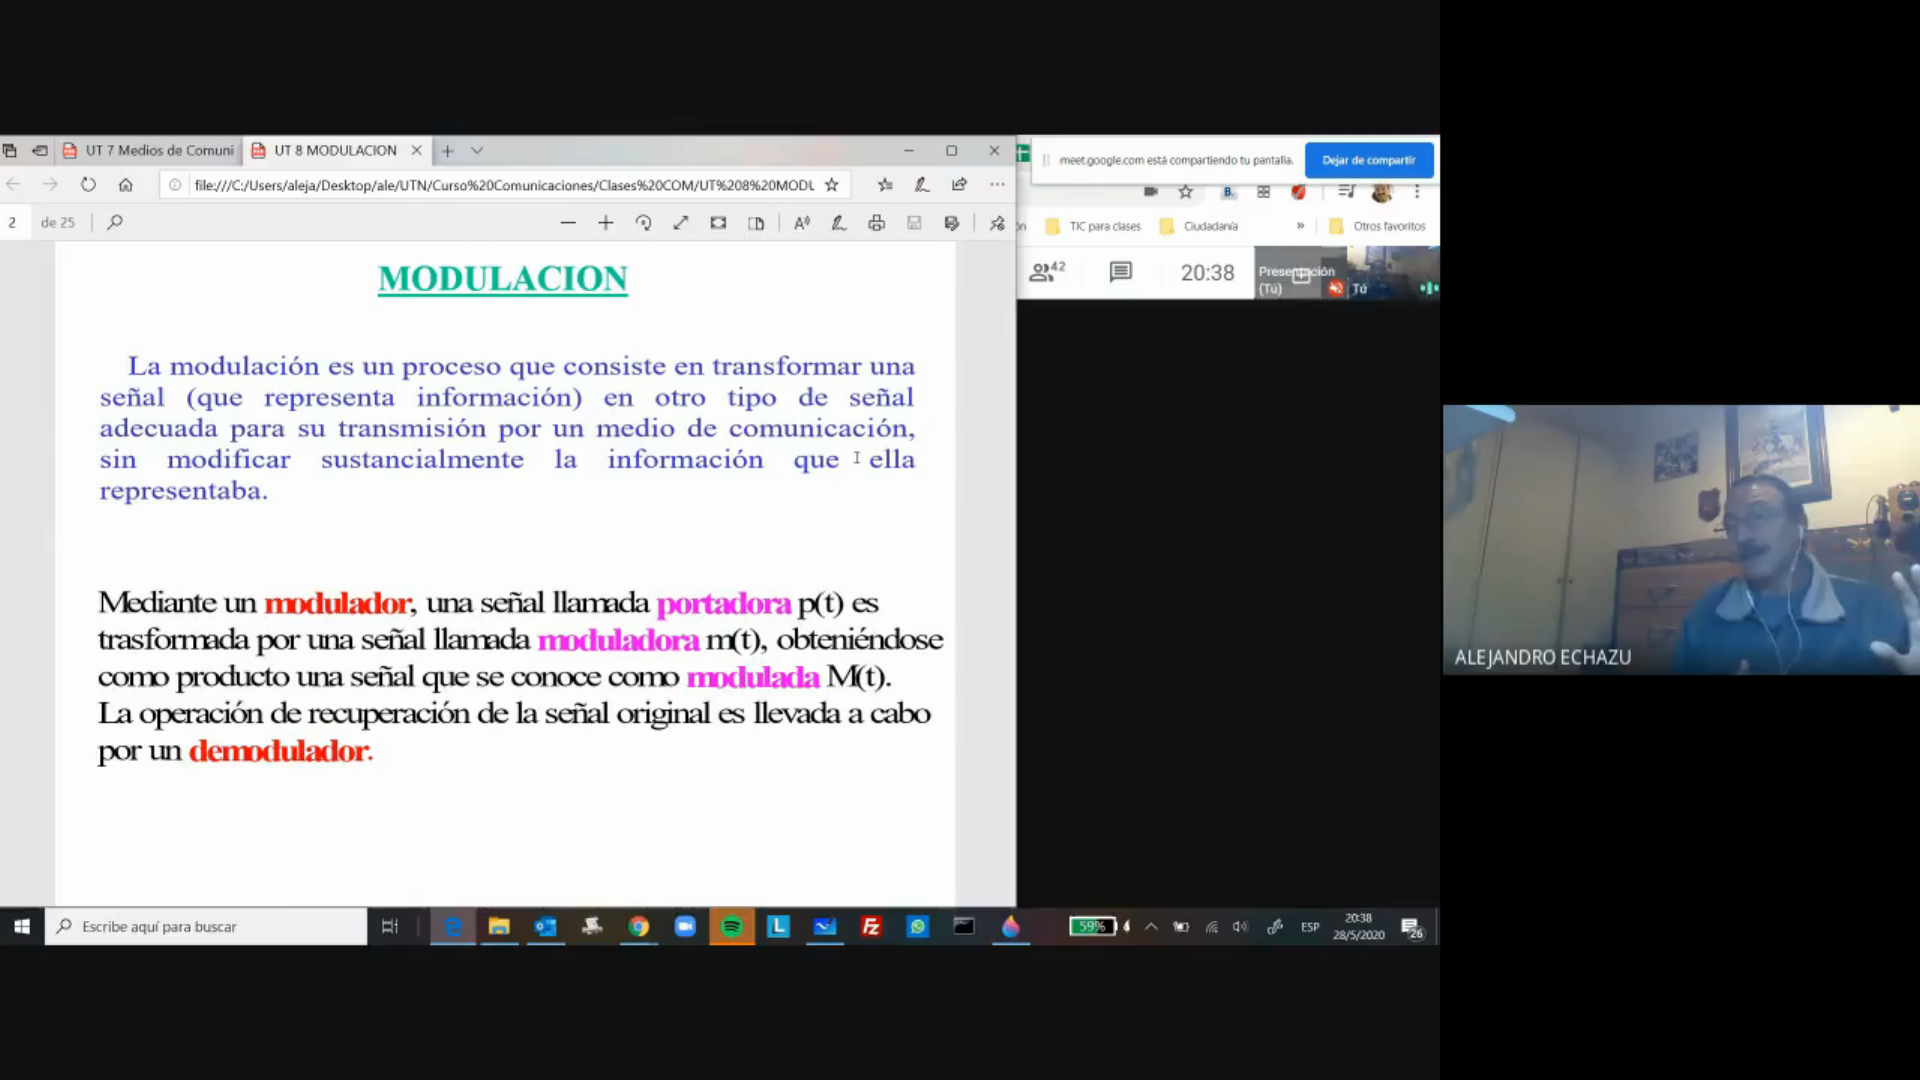 UT 7 Medios de Comuni
UT 8 MODULACION
file:///C:/Users/aleja/Desktop/ale/UTN/Curso%20Comunicaciones/Clases%20COM/UT%208%20MODU
2 de 25
meet.google.com está compartiendo tu pantalla.
Dejar de compartir
TIC para clases
Ciudadanía
»
Otros favoritos
42
20:38
Presentación
(Tú)
Tú
MODULACION
La modulación es un proceso que consiste en transformar una
señal (que representa información) en otro tipo de señal
adecuada para su transmisión por un medio de comunicación,
sin modificar sustancialmente la información que ella
representaba.
Mediante un modulador, una señal llamada portadora p(t) es
trasformada por una señal llamada moduladora m(t), obteniéndose
como producto una señal que se conoce como modulada M(t).
La operación de recuperación de la señal original es llevada a cabo
por un demodulador.
ALEJANDRO ECHAZU
Escribe aquí para buscar
59%
ESP
20:38
28/5/2020
26